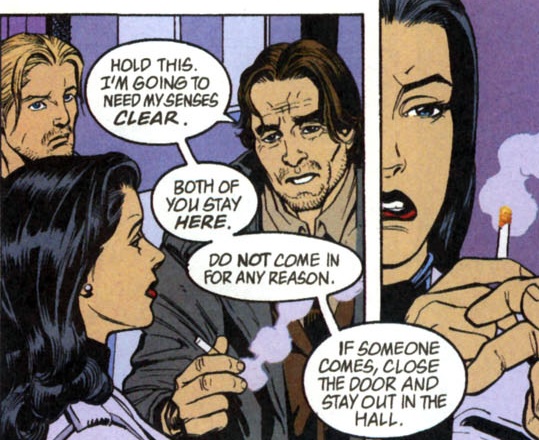 HOLD THIS.
I'M GOING TO
NEED MY SENSES
CLEAR.
BOTH OF
YOU STAY
HERE.
DO NOT COME IN
FOR ANY REASON.
IF SOMEONE
COMES, CLOSE
THE DOOR AND
STAY OUT IN THE
HALL.